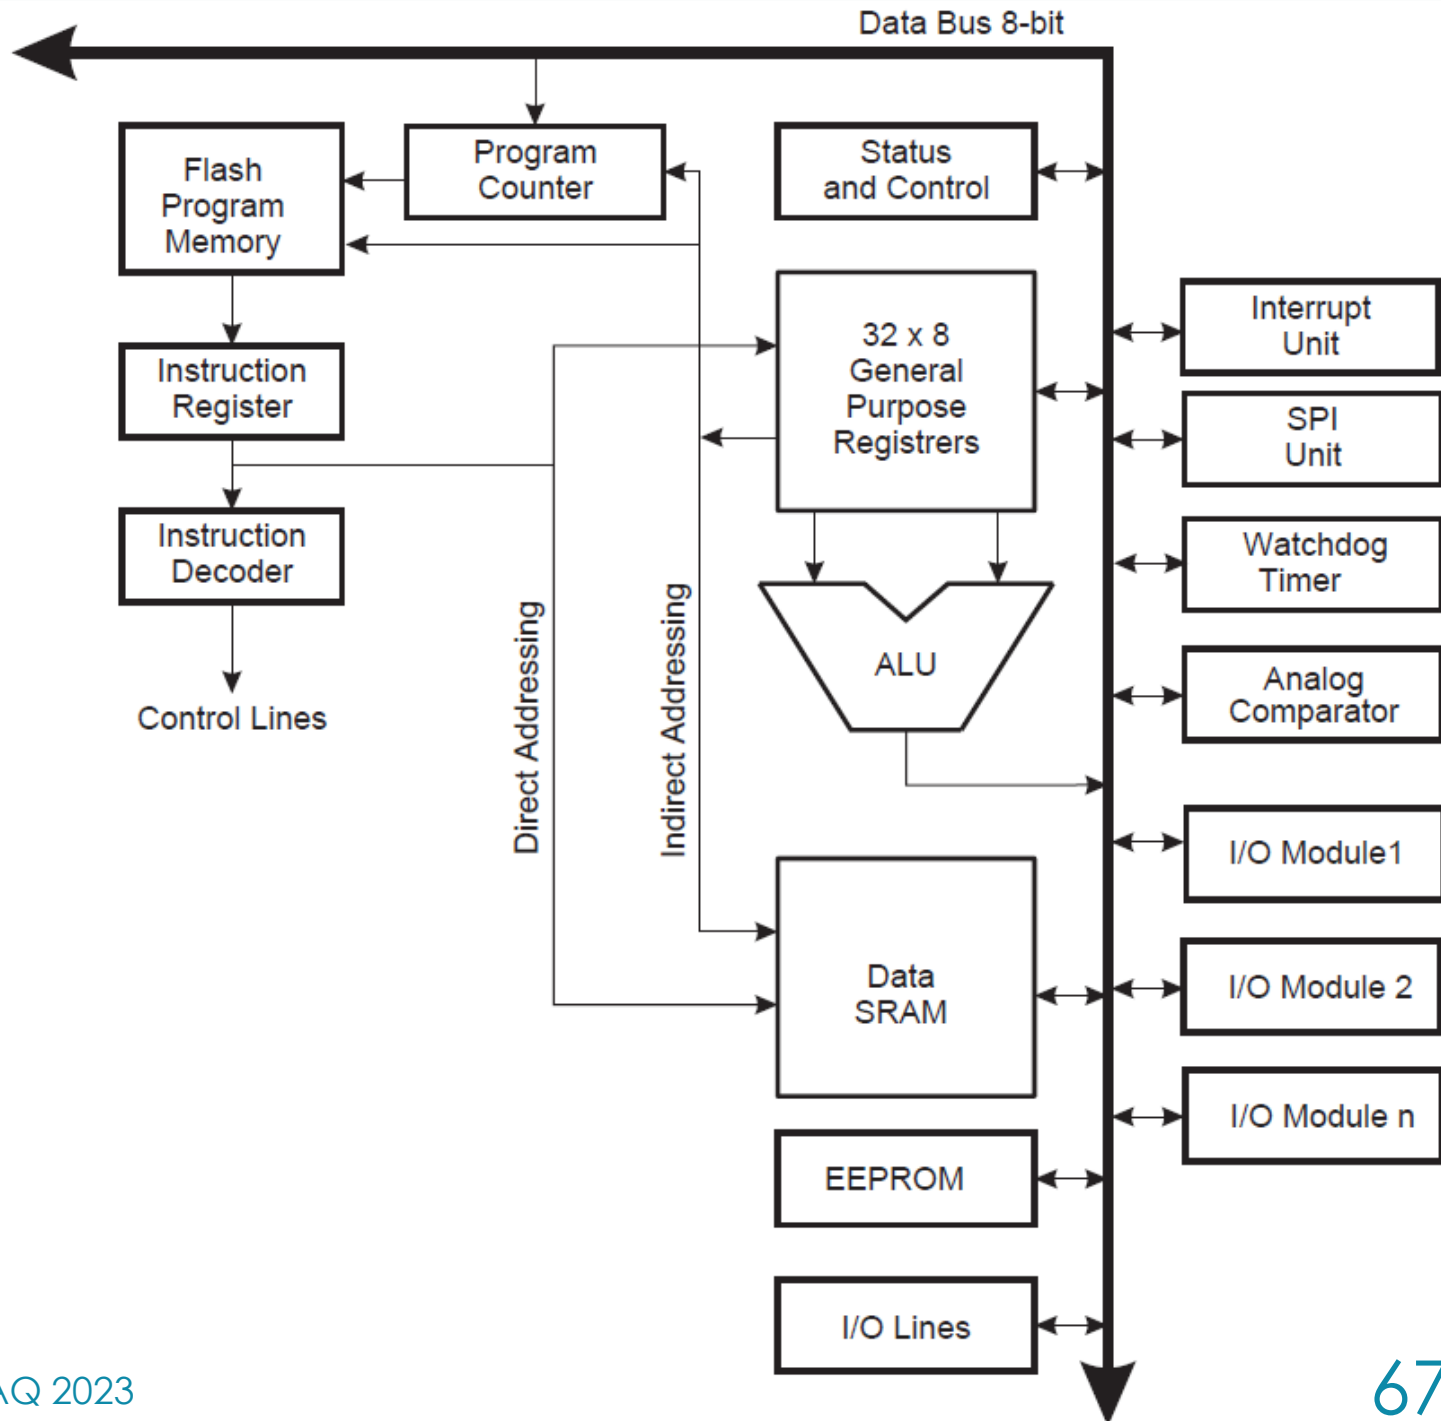 Data Bus 8-bit
Flash
Program
Memory
Program
Counter
Status
and Control
Instruction
Register
32 x 8
General
Purpose
Registrers
Interrupt
Unit
SPI
Unit
Instruction
Decoder
Watchdog
Timer
Control Lines
Direct Addressing
Indirect Addressing
ALU
Analog
Comparator
I/O Module1
Data
SRAM
I/O Module 2
I/O Module n
EEPROM
I/O Lines
AQ 2023
67